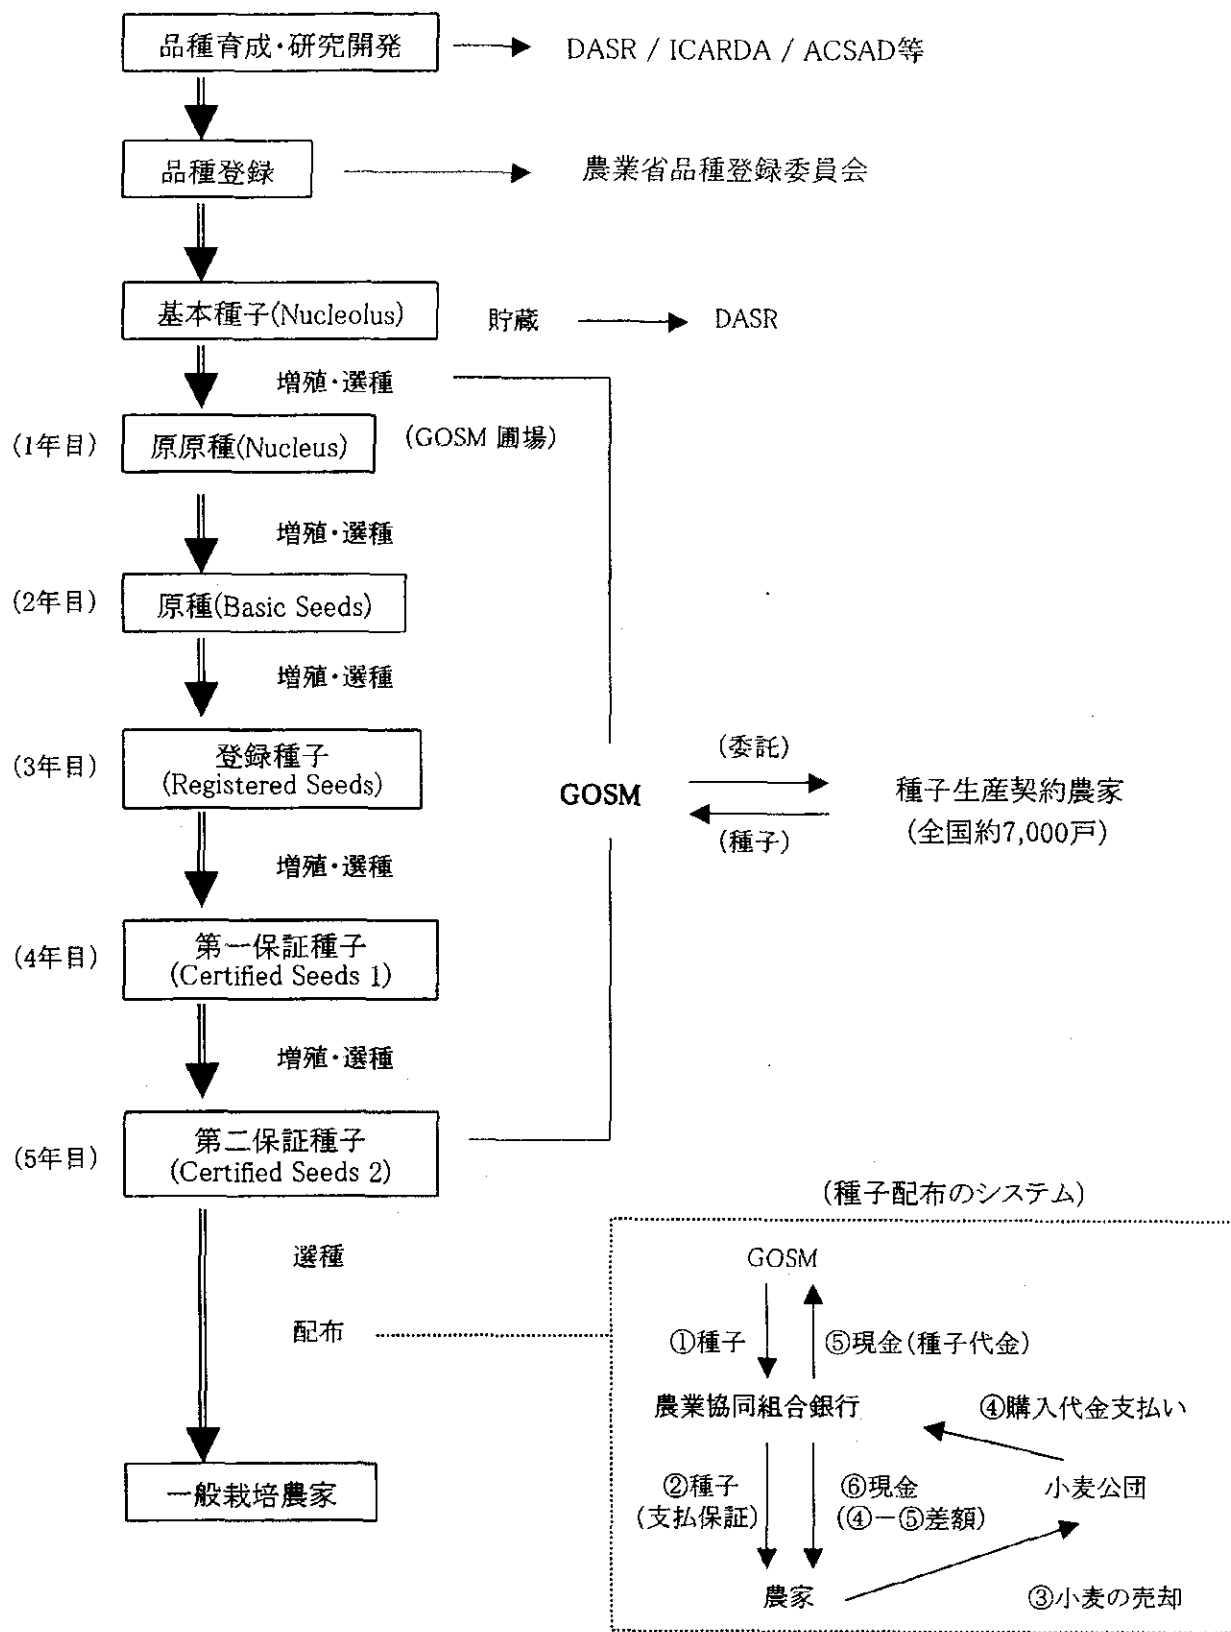 品種育成・研究開発
DASR / ICARDA / ACSAD等
品種登録
農業省品種登録委員会
基本種子(Nucleolus)
貯蔵
DASR
増殖・選種
(1年目)
原原種(Nucleus)
(GOSM 圃場)
増殖・選種
(2年目)
原種(Basic Seeds)
増殖・選種
(3年目)
登録種子
(Registered Seeds)
GOSM
(委託)
(種子)
種子生産契約農家
(全国約7,000戸)
増殖・選種
(4年目)
第一保証種子
(Certified Seeds 1)
増殖・選種
(5年目)
第二保証種子
(Certified Seeds 2)
選種
配布
一般栽培農家
(種子配布のシステム)
GOSM
①種子
⑤現金(種子代金)
農業協同組合銀行
④購入代金支払い
②種子
(支払保証)
⑥現金
(④－⑤差額)
小麦公団
農家
③小麦の売却